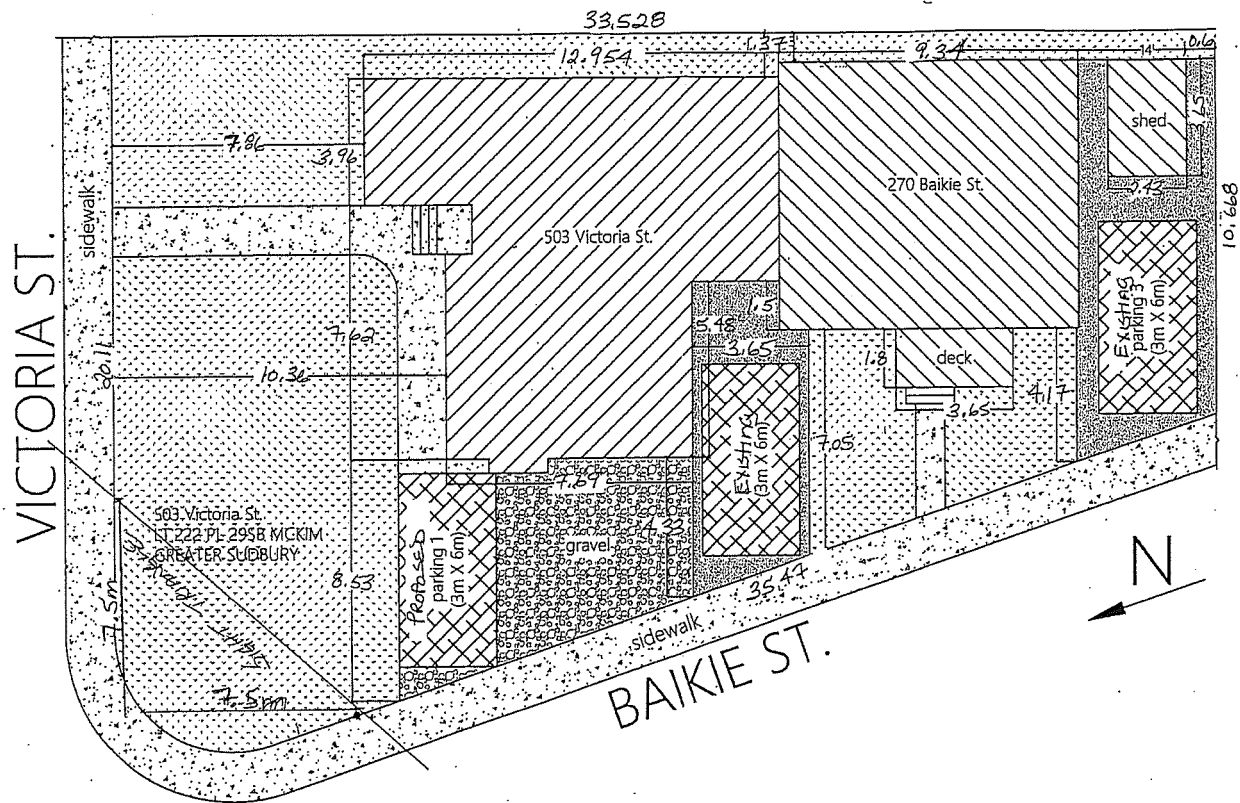 33.528
12.954
1.37
9.34
14
0.6
shed
3.65
2.43
10.668
7.86
3.96
sidewalk
270 Baikie St.
503 Victoria St.
VICTORIA ST.
20.11
7.62
10.36
1.5
5.48
3.65
1.8
deck
3.65
4.17
EXISTING
parking 3
(3m X 6m)
7.05
EXISTING
(3m X 6m)
7.69
4.32
gravel
PROPOSED
parking 1
(3m X 6m)
503 Victoria St.
LT 222 PL 29SB MCKIM
GREATER SUDBURY
8.53
7.5m
7.5m
35.47
sidewalk
BAIKIE ST.
N